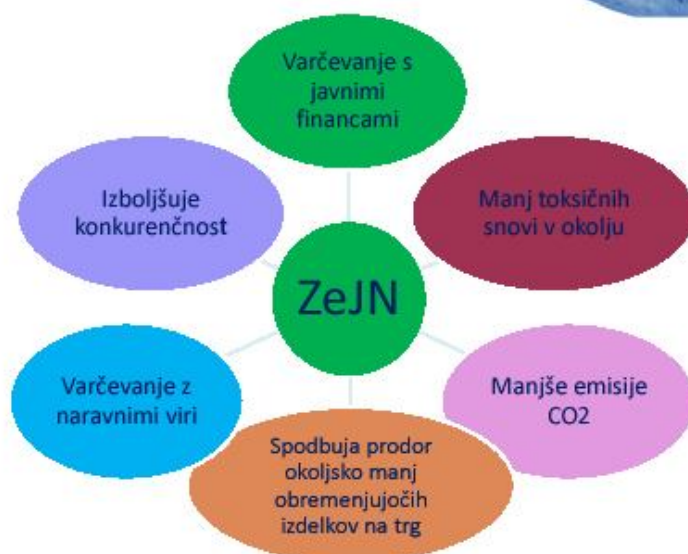 Varčevanje s
javnimi
financami
Izboljšuje
konkurenčnost
Manj toksičnih
snovi v okolju
ZeJN
Varčevanje z
naravnimi viri
Manjše emisije
CO2
Spodbuja prodor
okoljsko manj
obremenjujočih
izdelkov na trg